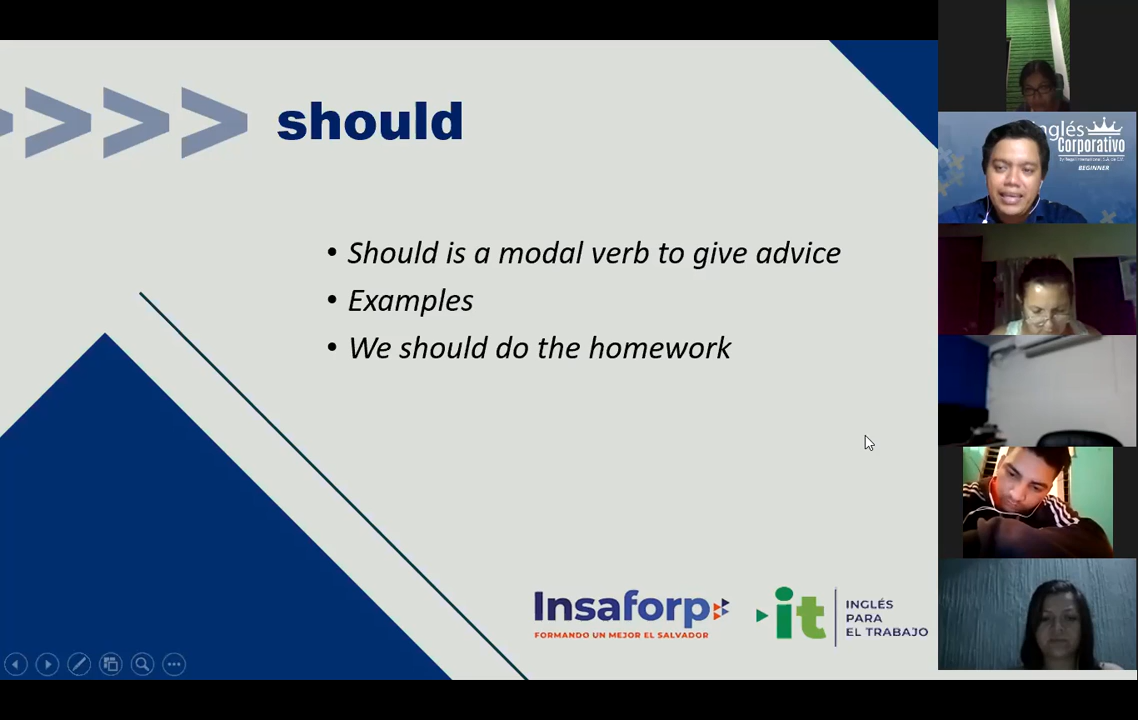 should
• Should is a modal verb to give advice
• Examples
• We should do the homework
Insaforp
FORMANDO UN MEJOR EL SALVADOR
it
INGLÉS
PARA
EL TRABAJO
Inglés
Corporativo
BEGINNER